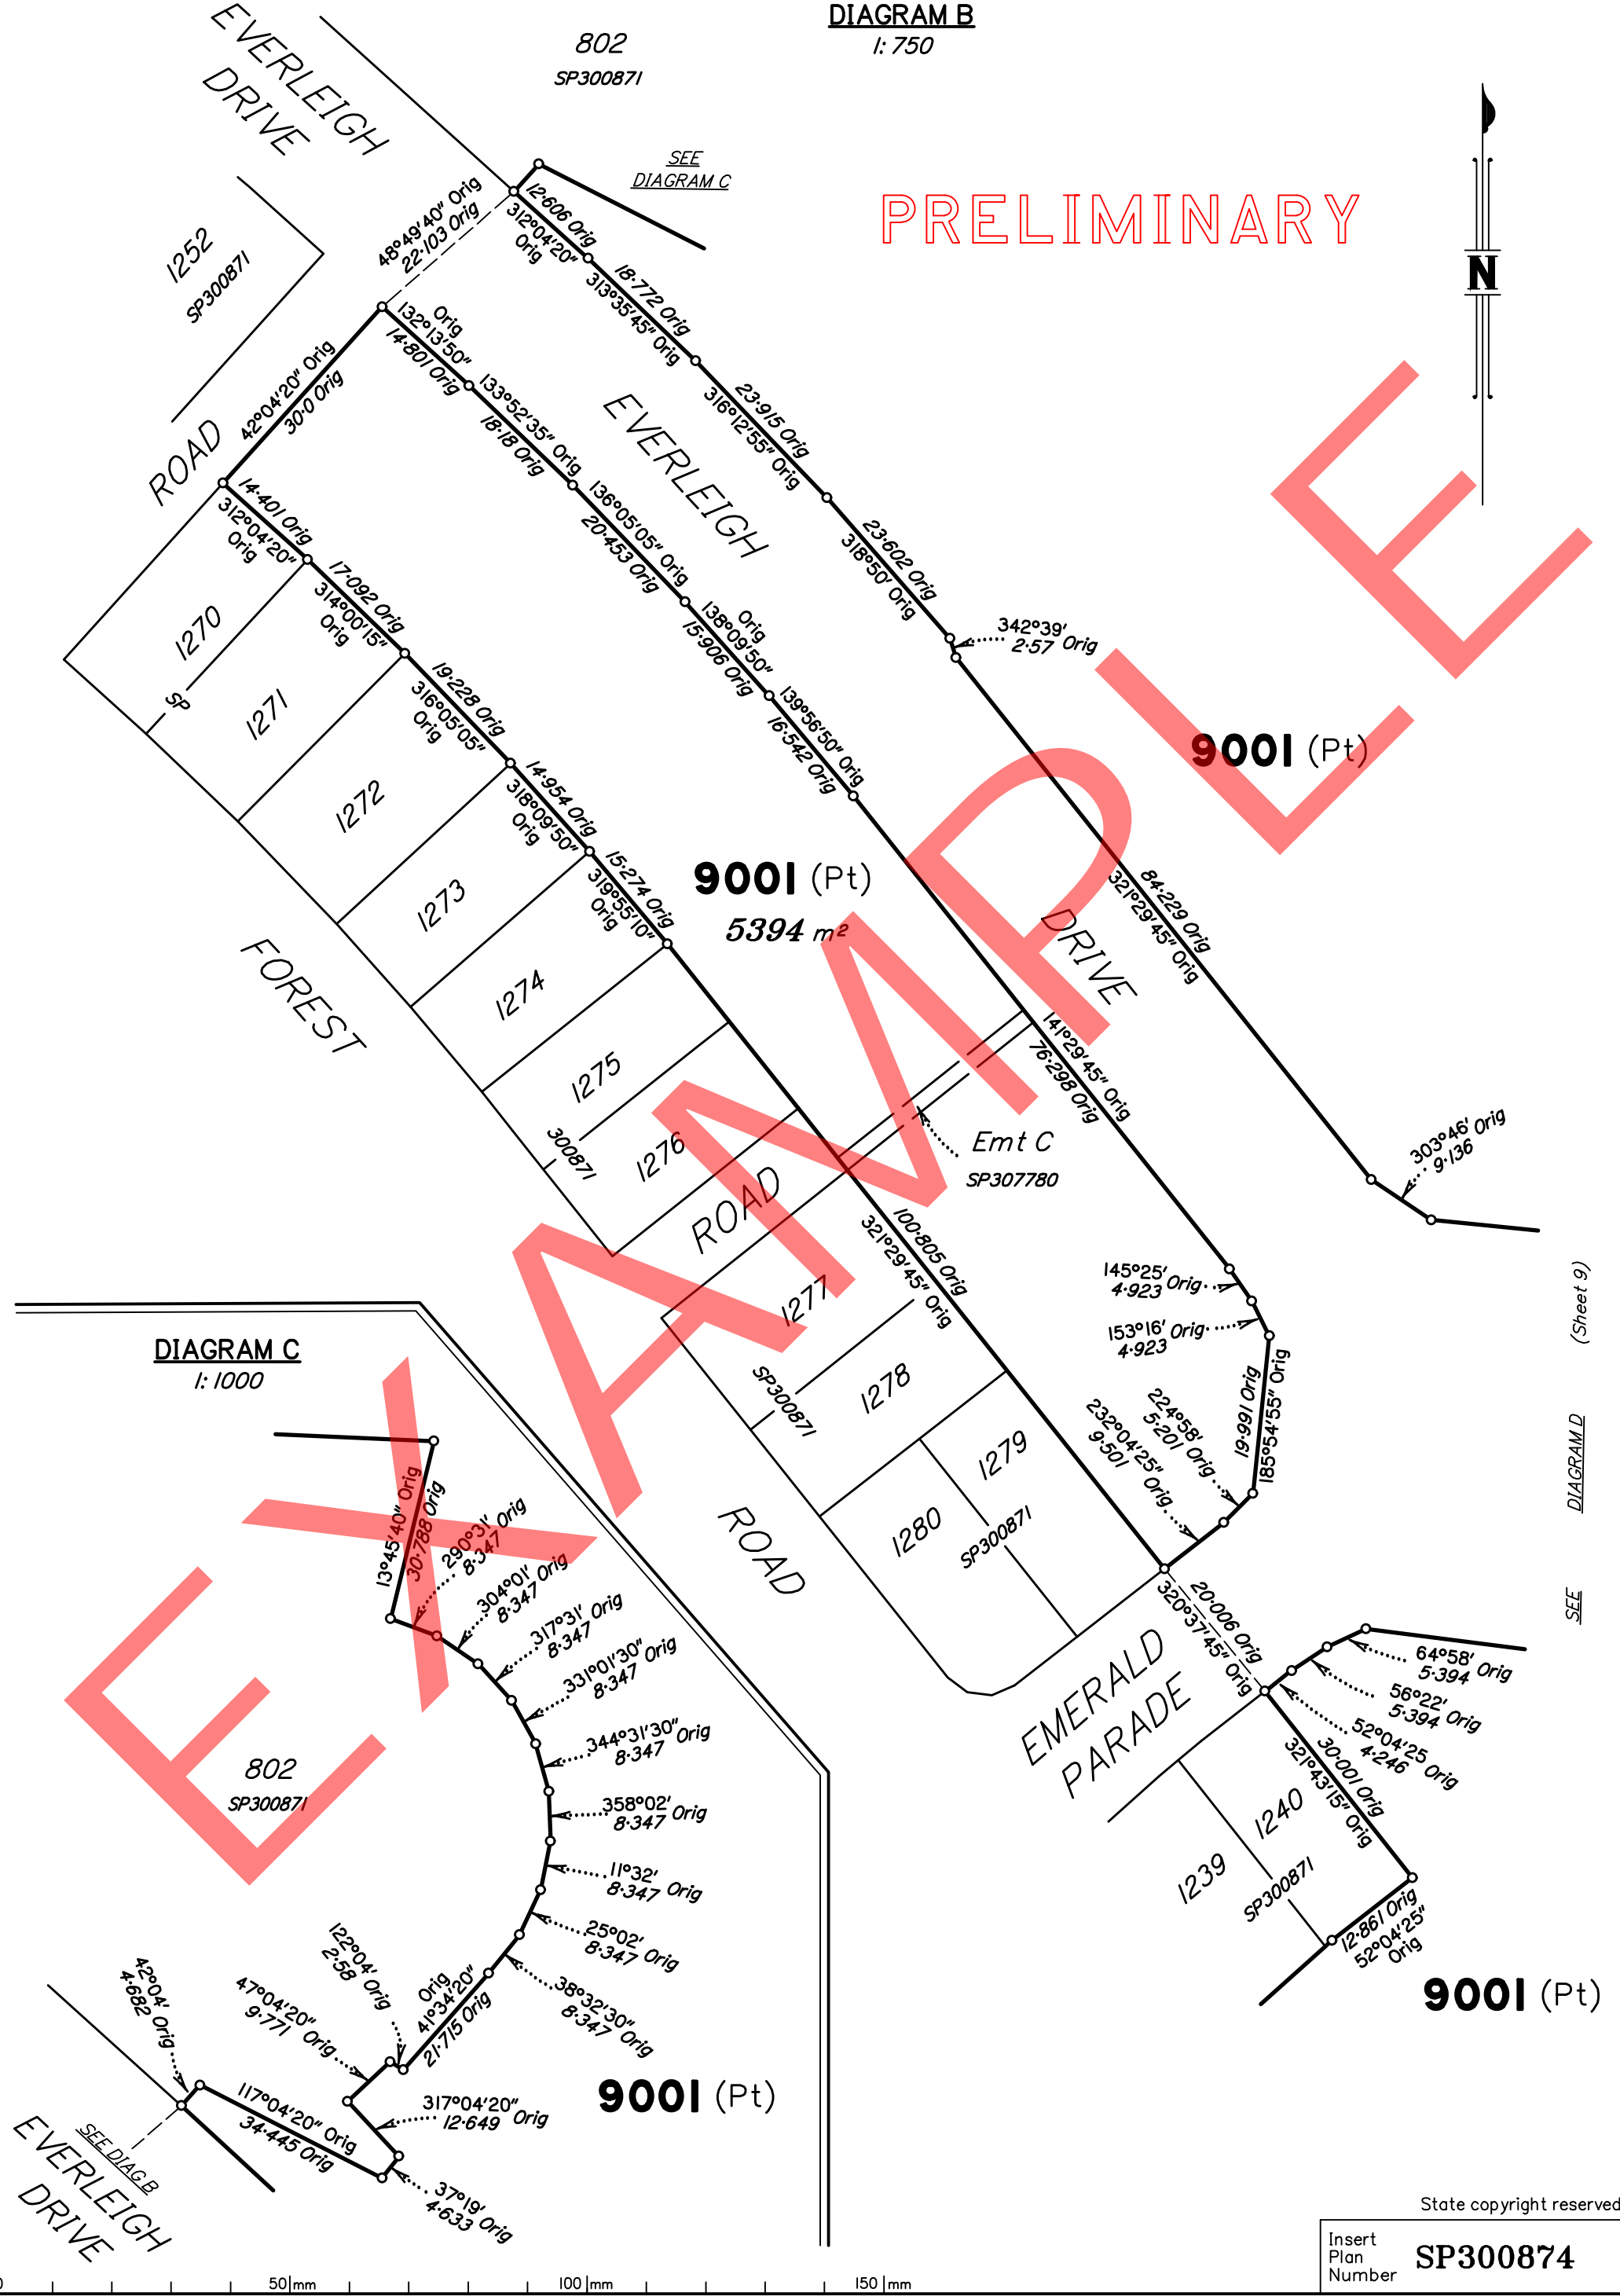 DIAGRAM B
1:750
EVERLEIGH
DRIVE
802
SP300871
SEE
DIAGRAM C
PRELIMINARY
N
1252
SP300871
48°49'40" Orig
22·103 Orig
12·606 Orig
312°04'20"
Orig
18·772 Orig
313°35'45" Orig
23·915 Orig
316°12'55" Orig
23·602 Orig
318°50' Orig
342°39' Orig
2·57
42°04'20" Orig
30·0 Orig
Orig
132°13'50"
14·801 Orig
133°52'35" Orig
18·18 Orig
136°05'05" Orig
20·453 Orig
Orig
138°09'50"
15·906 Orig
139°56'50" Orig
16·542 Orig
EVERLEIGH
DRIVE
ROAD
14·401 Orig
312°04'20"
Orig
17·092 Orig
314°00'15"
Orig
19·228 Orig
316°05'05"
Orig
14·954 Orig
318°09'50"
Orig
15·274 Orig
319°55'10"
Orig
1270
SP
1271
1272
1273
1274
1275
300871
1276
FOREST
ROAD
9001 (Pt)
9001 (Pt)
5394 m²
84·229 Orig
321°29'45" Orig
141°29'45" Orig
76·298 Orig
Emt C
SP307780
303°46' Orig
9·136
100·805 Orig
321°29'45" Orig
145°25' Orig
4·923
153°16' Orig
4·923
19·991 Orig
185°54'55" Orig
224°58' Orig
5·201
232°04'25" Orig
9·501
1277
SP300871
1278
1279
1280
SP300871
ROAD
20·006 Orig
320°37'45" Orig
EMERALD
PARADE
64°58' Orig
5·394
56°22' Orig
5·394
52°04'25 Orig
4·246
30·001 Orig
321°43'15" Orig
1240
1239
SP300871
12·861 Orig
52°04'25"
Orig
9001 (Pt)
SEE DIAGRAM D (Sheet 9)
DIAGRAM C
1:1000
13°45'40" Orig
30·788 Orig
290°31' Orig
8·347
304°01' Orig
8·347
317°31' Orig
8·347
331°01'30" Orig
8·347
344°31'30" Orig
8·347
358°02' Orig
8·347
11°32' Orig
8·347
25°02' Orig
8·347
38°32'30" Orig
8·347
802
SP300871
Orig
41°34'20"
21·715 Orig
122°04' Orig
2·58
47°04'20" Orig
9·771
42°04' Orig
4·682
117°04'20" Orig
34·445 Orig
317°04'20" Orig
12·649
37°19' Orig
4·633
SEE DIAG B
EVERLEIGH
DRIVE
9001 (Pt)
EXAMPLE
State copyright reserved
Insert
Plan
Number
SP300874
0 50 mm 100 mm 150 mm